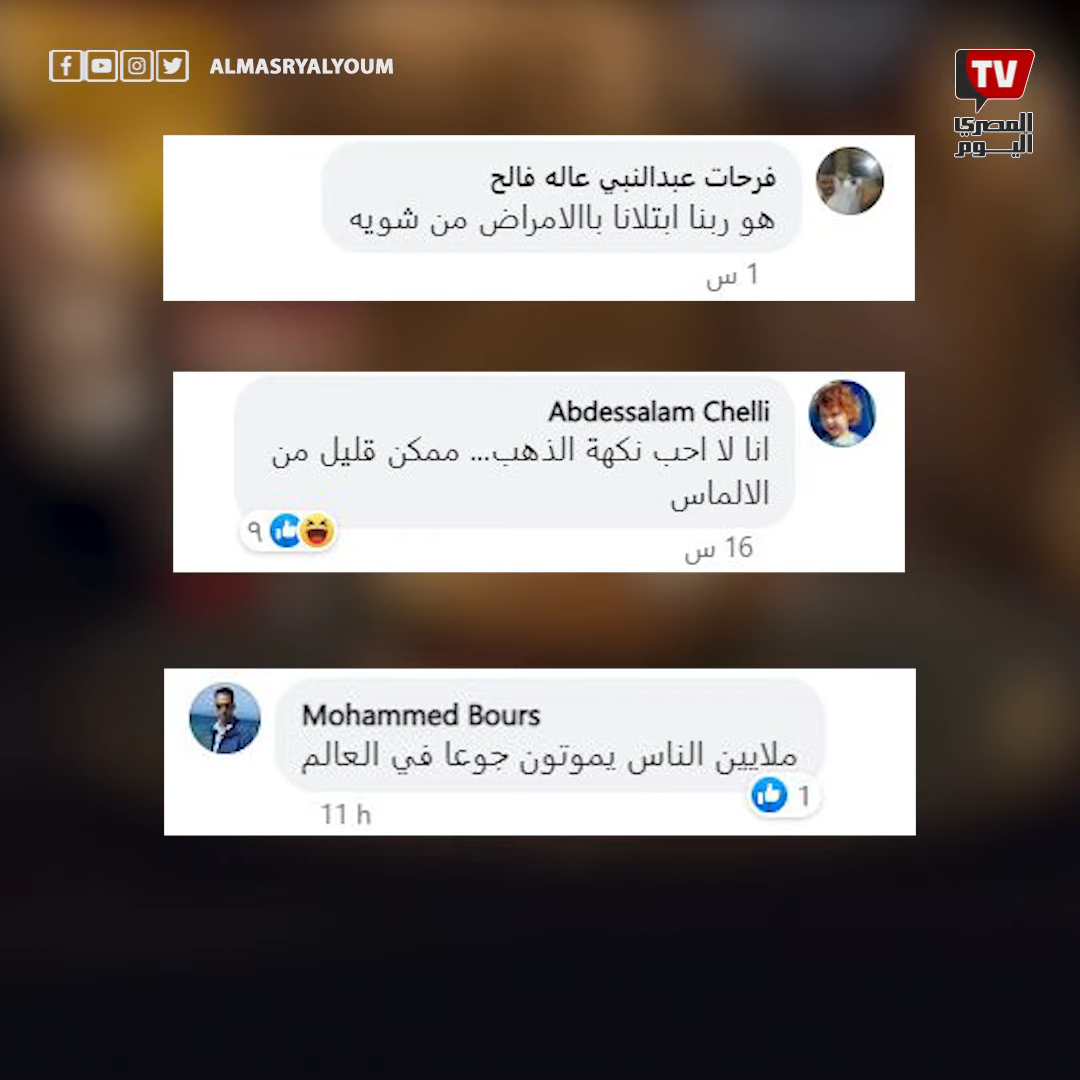 ALMASRYALYOUM
TV
المصري
اليوم
فرحات عبدالنبي عاله فالح
هو ربنا ابتلانا باالامراض من شويه
1 س
Abdessalam Chelli
انا لا احب نكهة الذهب... ممكن قليل من
الالماس
٩
16 س
Mohammed Bours
ملايين الناس يموتون جوعا في العالم
1
11 h